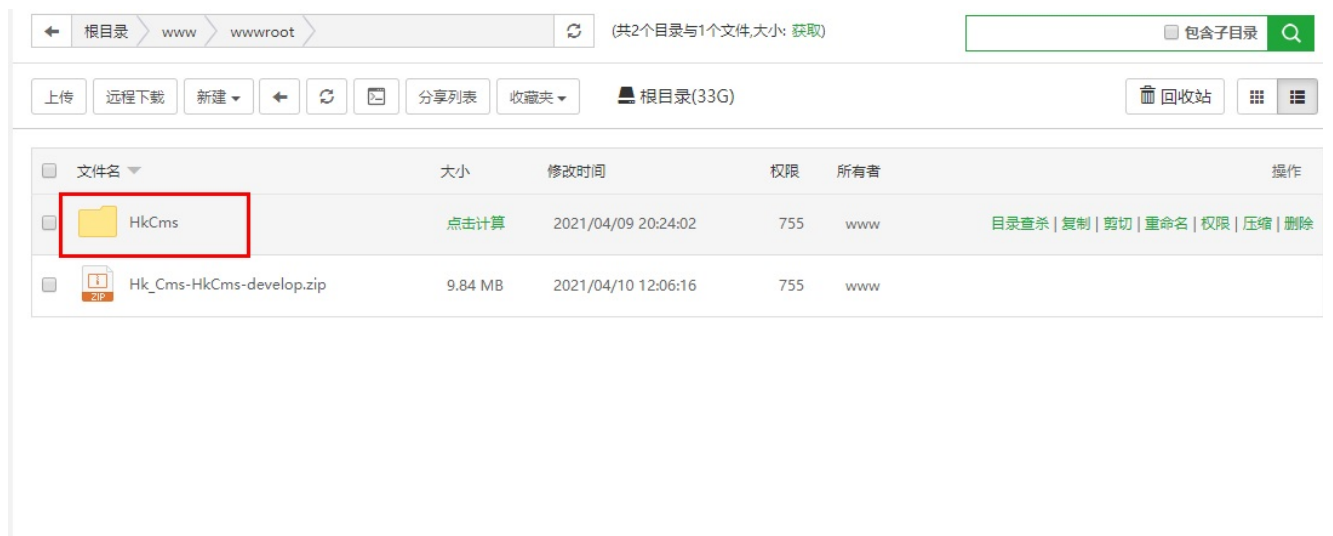 根目录 www wwwroot (共2个目录与1个文件,大小: 获取) 包含子目录
上传 远程下载 新建 分享列表 收藏夹 根目录(33G) 回收站
文件名 大小 修改时间 权限 所有者 操作
HkCms 点击计算 2021/04/09 20:24:02 755 www 目录查杀 | 复制 | 剪切 | 重命名 | 权限 | 压缩 | 删除
ZIP Hk_Cms-HkCms-develop.zip 9.84 MB 2021/04/10 12:06:16 755 www